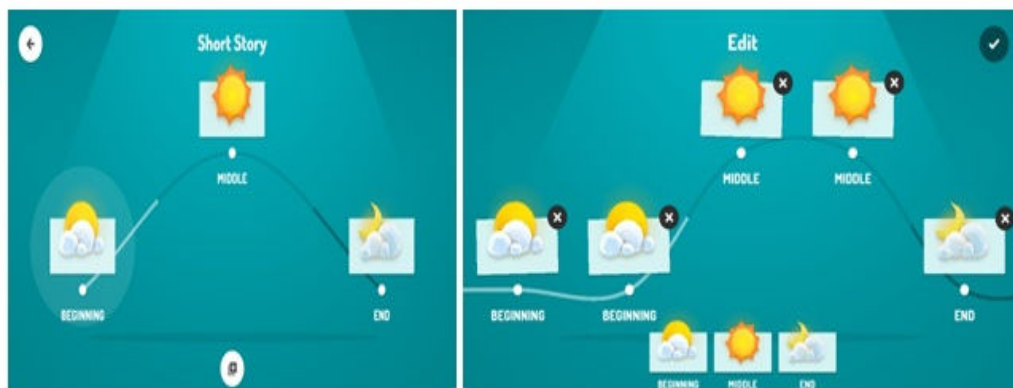 Short Story
MIDDLE
BEGINNING
END
Edit
MIDDLE
MIDDLE
BEGINNING
BEGINNING
END
BEGINNING
MIDDLE
END